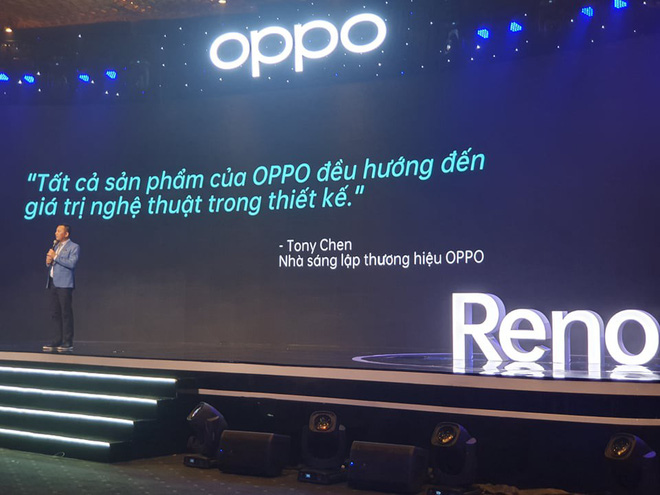 oppo
“Tất cả sản phẩm của OPPO đều hướng đến
giá trị nghệ thuật trong thiết kế.”
- Tony Chen
Nhà sáng lập thương hiệu OPPO
Reno